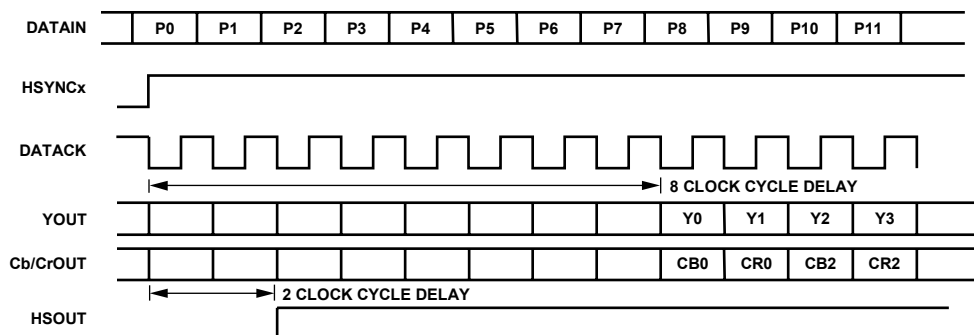 DATAIN P0 P1 P2 P3 P4 P5 P6 P7 P8 P9 P10 P11
HSYNCx
DATACK
8 CLOCK CYCLE DELAY
YOUT Y0 Y1 Y2 Y3
Cb/CrOUT CB0 CR0 CB2 CR2
2 CLOCK CYCLE DELAY
HSOUT